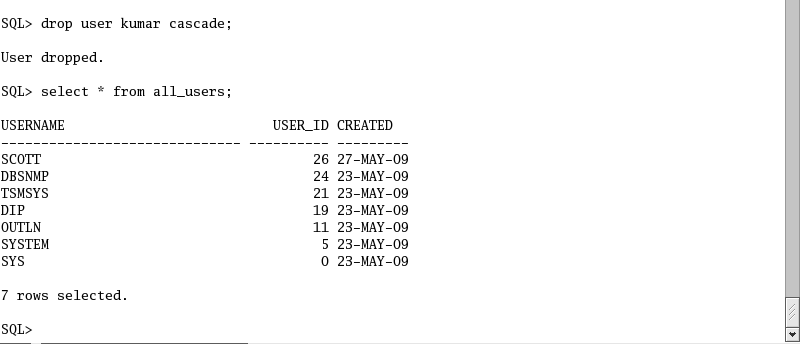 SQL> drop user kumar cascade;
User dropped.
SQL> select * from all_users;
USERNAME                          USER_ID CREATED
------------------------------ ---------- ---------
SCOTT                                  26 27-MAY-09
DBSNMP                                 24 23-MAY-09
TSMSYS                                 21 23-MAY-09
DIP                                    19 23-MAY-09
OUTLN                                  11 23-MAY-09
SYSTEM                                  5 23-MAY-09
SYS                                     0 23-MAY-09
7 rows selected.
SQL>